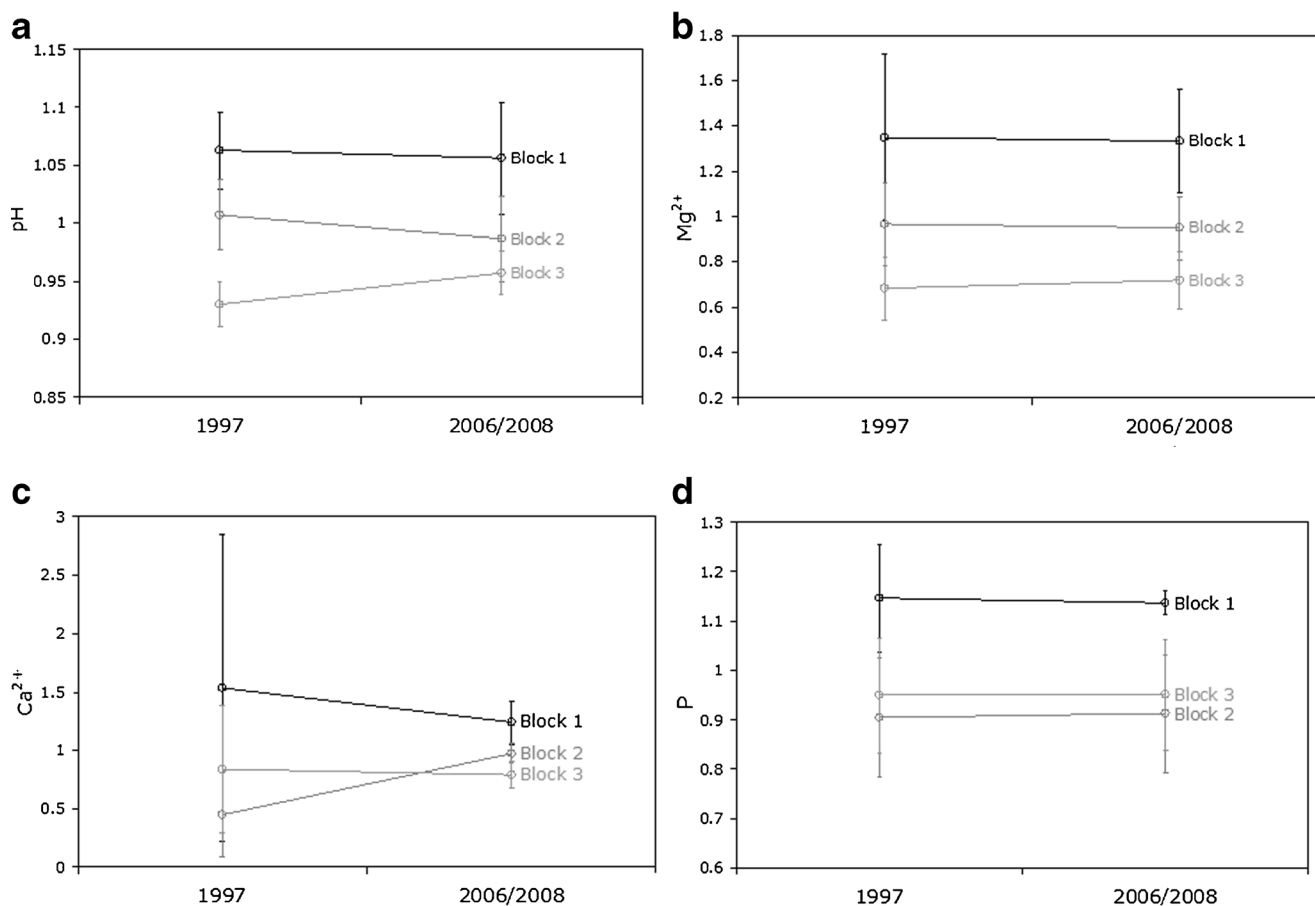 a
1.15
1.1
1.05
1
0.95
0.9
0.85
pH
Block 1
Block 2
Block 3
1997
2006/2008
b
1.8
1.6
1.4
1.2
1
0.8
0.6
0.4
0.2
Mg²⁺
Block 1
Block 2
Block 3
1997
2006/2008
c
3
2.5
2
1.5
1
0.5
0
Ca²⁺
Block 1
Block 2
Block 3
1997
2006/2008
d
1.3
1.2
1.1
1
0.9
0.8
0.7
0.6
P
Block 1
Block 3
Block 2
1997
2006/2008